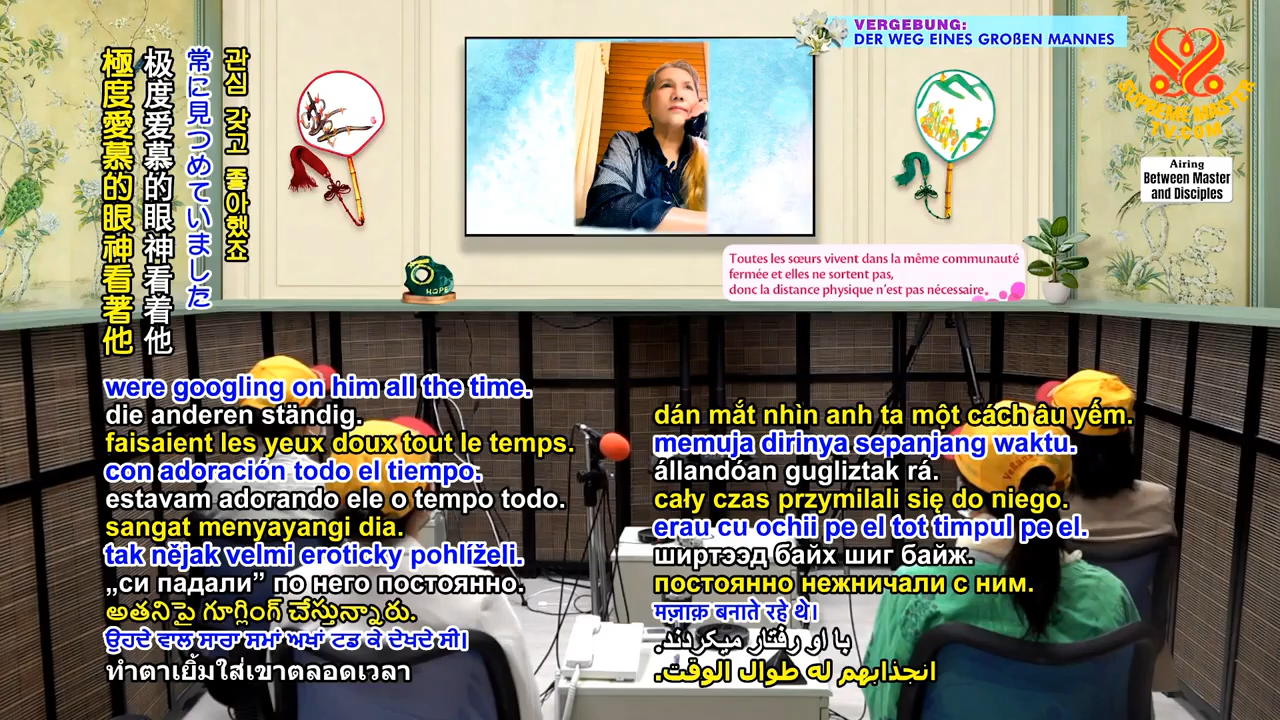 VERGEBUNG:
DER WEG EINES GROßEN MANNES
SUPREME MASTER
TV.COM
Airing
Between Master
and Disciples
관심 갖고 좋아했죠
常に見つめていました
极度爱慕的眼神看着他
極度愛慕的眼神看著他
HOPE
Toutes les sœurs vivent dans la même communauté
fermée et elles ne sortent pas,
donc la distance physique n'est pas nécessaire.
were googling on him all the time.
die anderen ständig.
faisaient les yeux doux tout le temps.
con adoración todo el tiempo.
estavam adorando ele o tempo todo.
sangat menyayangi dia.
tak nějak velmi eroticky pohlíželi.
„си падали” по него постоянно.
అతనిపై గూగ్లింగ్ చేస్తున్నారు.
ਉਹਦੇ ਵਾਲ ਸਾਰਾ ਸਮਾਂ ਅਖਾਂ ਟਡ ਕੇ ਦੇਖਦੇ ਸੀ।
ทำตาเยิ้มใส่เขาตลอดเวลา
dán mắt nhìn anh ta một cách âu yếm.
memuja dirinya sepanjang waktu.
állandóan gugliztak rá.
cały czas przymilali się do niego.
erau cu ochii pe el tot timpul pe el.
ширтээд байх шиг байж.
постоянно нежничали с ним.
मज़ाक़ बनाते रहे थे।
با او رفتار میکردند.
انجذابهم له طوال الوقت.